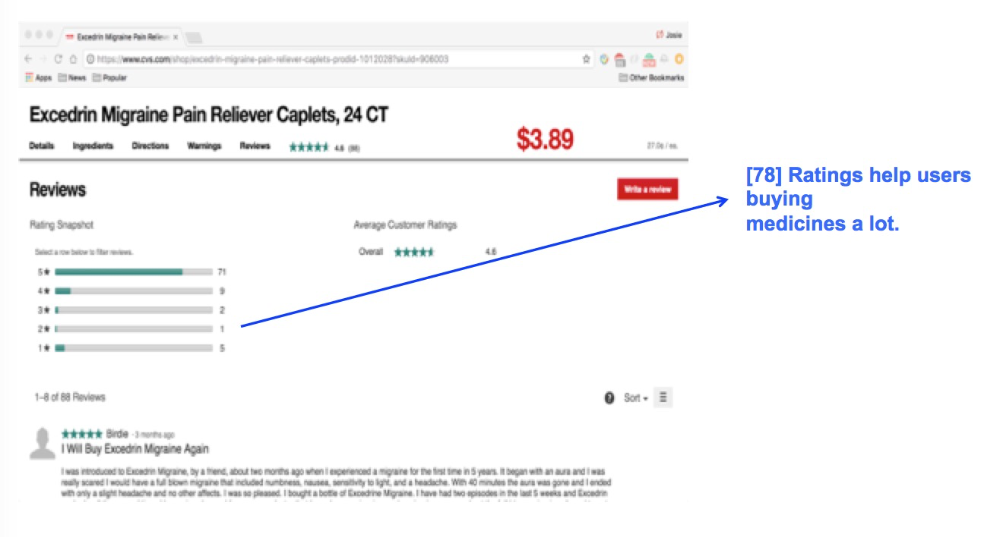 Excedrin Migraine Pain Reliev x
Josie
https://www.cvs.com/shop/excedrin-migraine-pain-reliever-caplets-prodid-1012028?skuId=906003
Apps News Popular Other Bookmarks
Excedrin Migraine Pain Reliever Caplets, 24 CT
Details Ingredients Directions Warnings Reviews 4.6 (88)
$3.89
/ ea.
Reviews
Write a review
[78] Ratings help users
buying
medicines a lot.
Rating Snapshot
Average Customer Ratings
Select a row below to filter reviews.
Overall 4.6
5★ 71
4★ 9
3★ 2
2★ 1
1★ 5
1–8 of 88 Reviews
? Sort
★★★★★ Birdie · 3 months ago
I Will Buy Excedrin Migraine Again
I was introduced to Excedrin Migraine, by a friend, about two months ago when I experienced a migraine for the first time in 5 years. It began with an aura and I was
really scared I would have a full blown migraine that included numbness, nausea, sensitivity to light, and a headache. With 40 minutes the aura was gone and I ended
with only a slight headache and no other affects. I was so pleased. I bought a bottle of Excedrine Migraine. I have had two episodes in the last 5 weeks and Excedrin